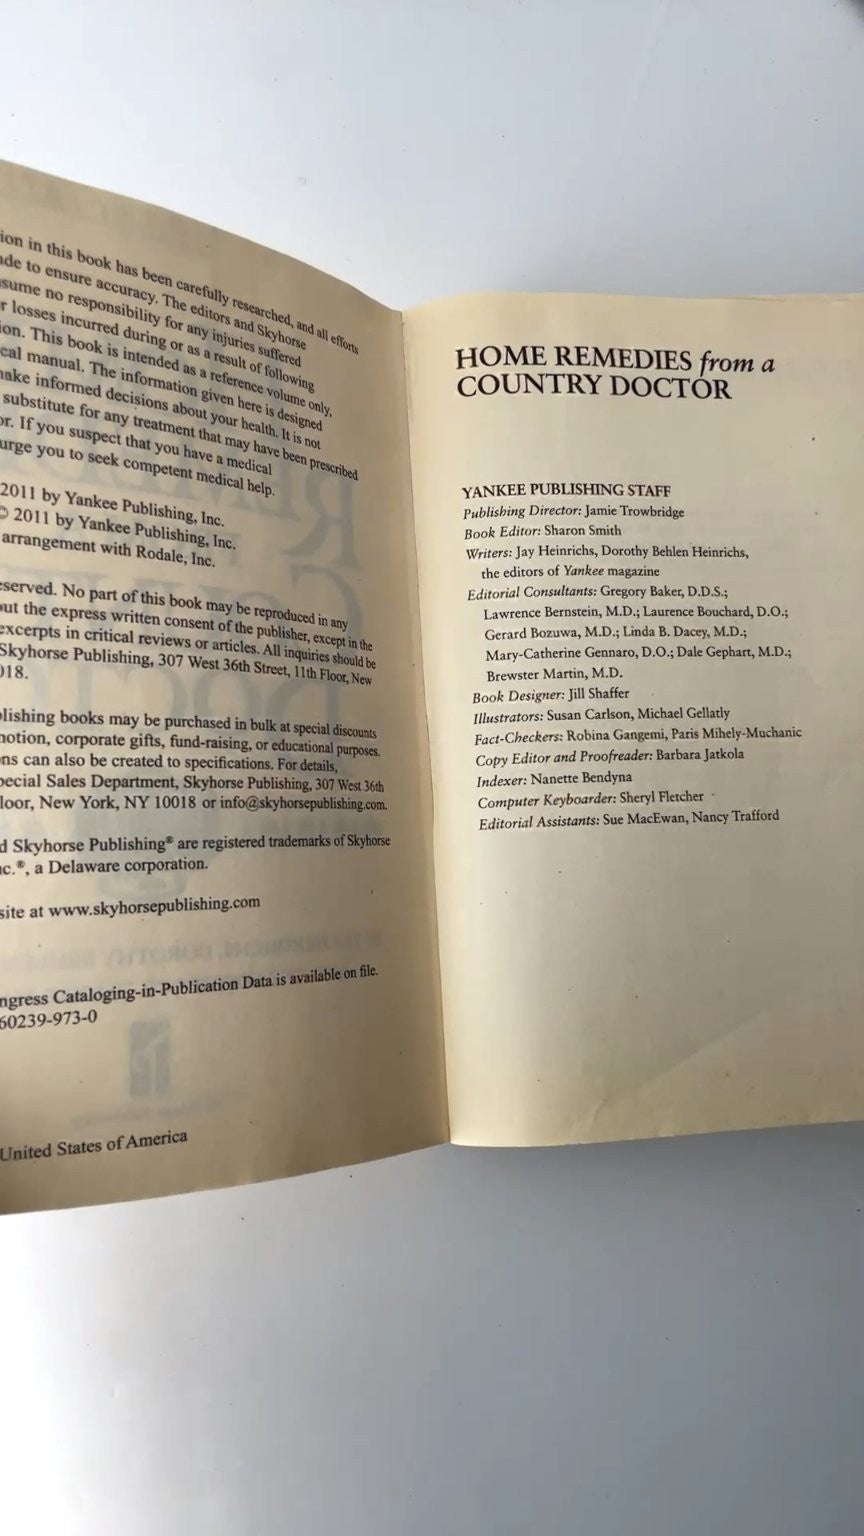 ion in this book has been carefully researched, and all efforts
de to ensure accuracy. The editors and Skyhorse
sume no responsibility for any injuries suffered
r losses incurred during or as a result of following
ion. This book is intended as a reference volume only,
cal manual. The information given here is designed
ake informed decisions about your health. It is not
substitute for any treatment that may have been prescribed
or. If you suspect that you have a medical
urge you to seek competent medical help.
2011 by Yankee Publishing, Inc.
© 2011 by Yankee Publishing, Inc.
arrangement with Rodale, Inc.
served. No part of this book may be reproduced in any
out the express written consent of the publisher, except in the
excerpts in critical reviews or articles. All inquiries should be
Skyhorse Publishing, 307 West 36th Street, 11th Floor, New
018.
lishing books may be purchased in bulk at special discounts
motion, corporate gifts, fund-raising, or educational purposes.
ns can also be created to specifications. For details,
pecial Sales Department, Skyhorse Publishing, 307 West 36th
loor, New York, NY 10018 or info@skyhorsepublishing.com.
d Skyhorse Publishing® are registered trademarks of Skyhorse
nc.®, a Delaware corporation.
site at www.skyhorsepublishing.com
ngress Cataloging-in-Publication Data is available on file.
60239-973-0
United States of America
HOME REMEDIES from a
COUNTRY DOCTOR
YANKEE PUBLISHING STAFF
Publishing Director: Jamie Trowbridge
Book Editor: Sharon Smith
Writers: Jay Heinrichs, Dorothy Behlen Heinrichs,
the editors of Yankee magazine
Editorial Consultants: Gregory Baker, D.D.S.;
Lawrence Bernstein, M.D.; Laurence Bouchard, D.O.;
Gerard Bozuwa, M.D.; Linda B. Dacey, M.D.;
Mary-Catherine Gennaro, D.O.; Dale Gephart, M.D.;
Brewster Martin, M.D.
Book Designer: Jill Shaffer
Illustrators: Susan Carlson, Michael Gellatly
Fact-Checkers: Robina Gangemi, Paris Mihely-Muchanic
Copy Editor and Proofreader: Barbara Jatkola
Indexer: Nanette Bendyna
Computer Keyboarder: Sheryl Fletcher
Editorial Assistants: Sue MacEwan, Nancy Trafford